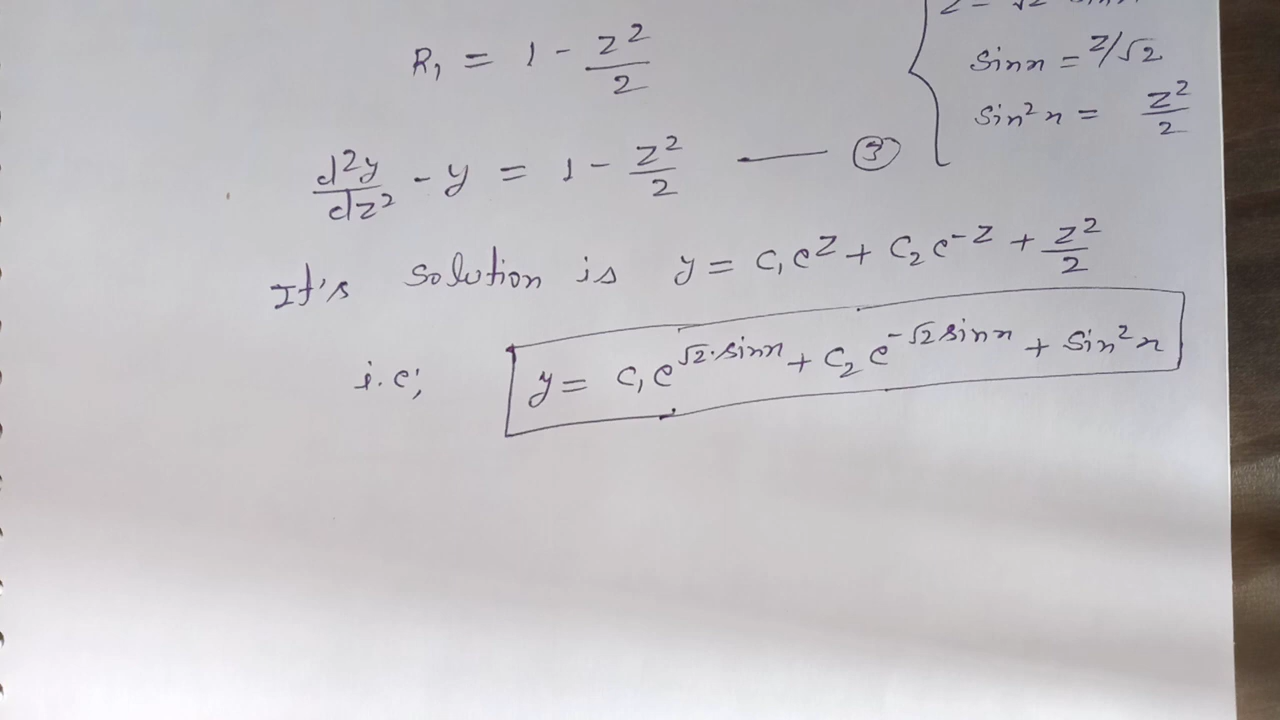 R₁ = 1 - z²/2
sin x = z/√2
sin² x = z²/2
d²y/dz² - y = 1 - z²/2 — ③
It's solution is y = c₁e^z + c₂e^-z + z²/2
i.e; y = c₁e^√2·sin x + c₂e^-√2 sin x + sin² x